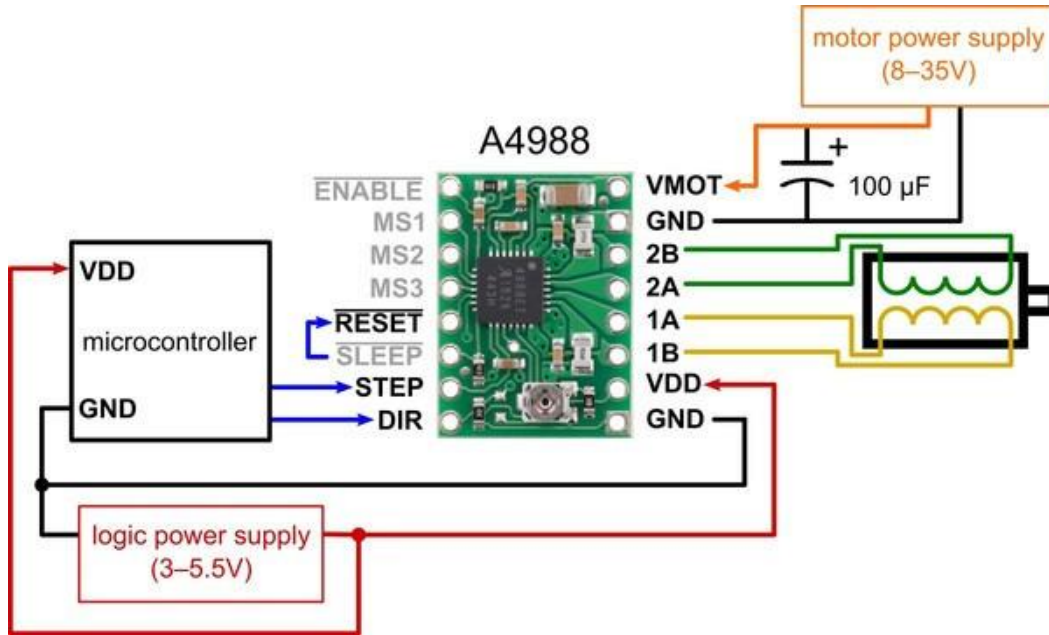 motor power supply
(8–35V)
A4988
ENABLE
MS1
MS2
MS3
RESET
SLEEP
STEP
DIR
VMOT
GND
2B
2A
1A
1B
VDD
GND
+
100 µF
VDD
microcontroller
GND
logic power supply
(3–5.5V)